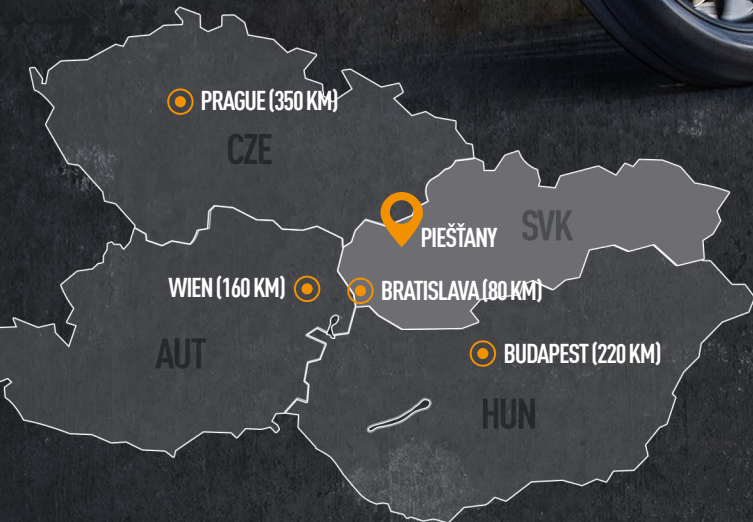 PRAGUE (350 KM)
CZE
PIEŠŤANY
SVK
WIEN (160 KM)
BRATISLAVA (80 KM)
AUT
BUDAPEST (220 KM)
HUN